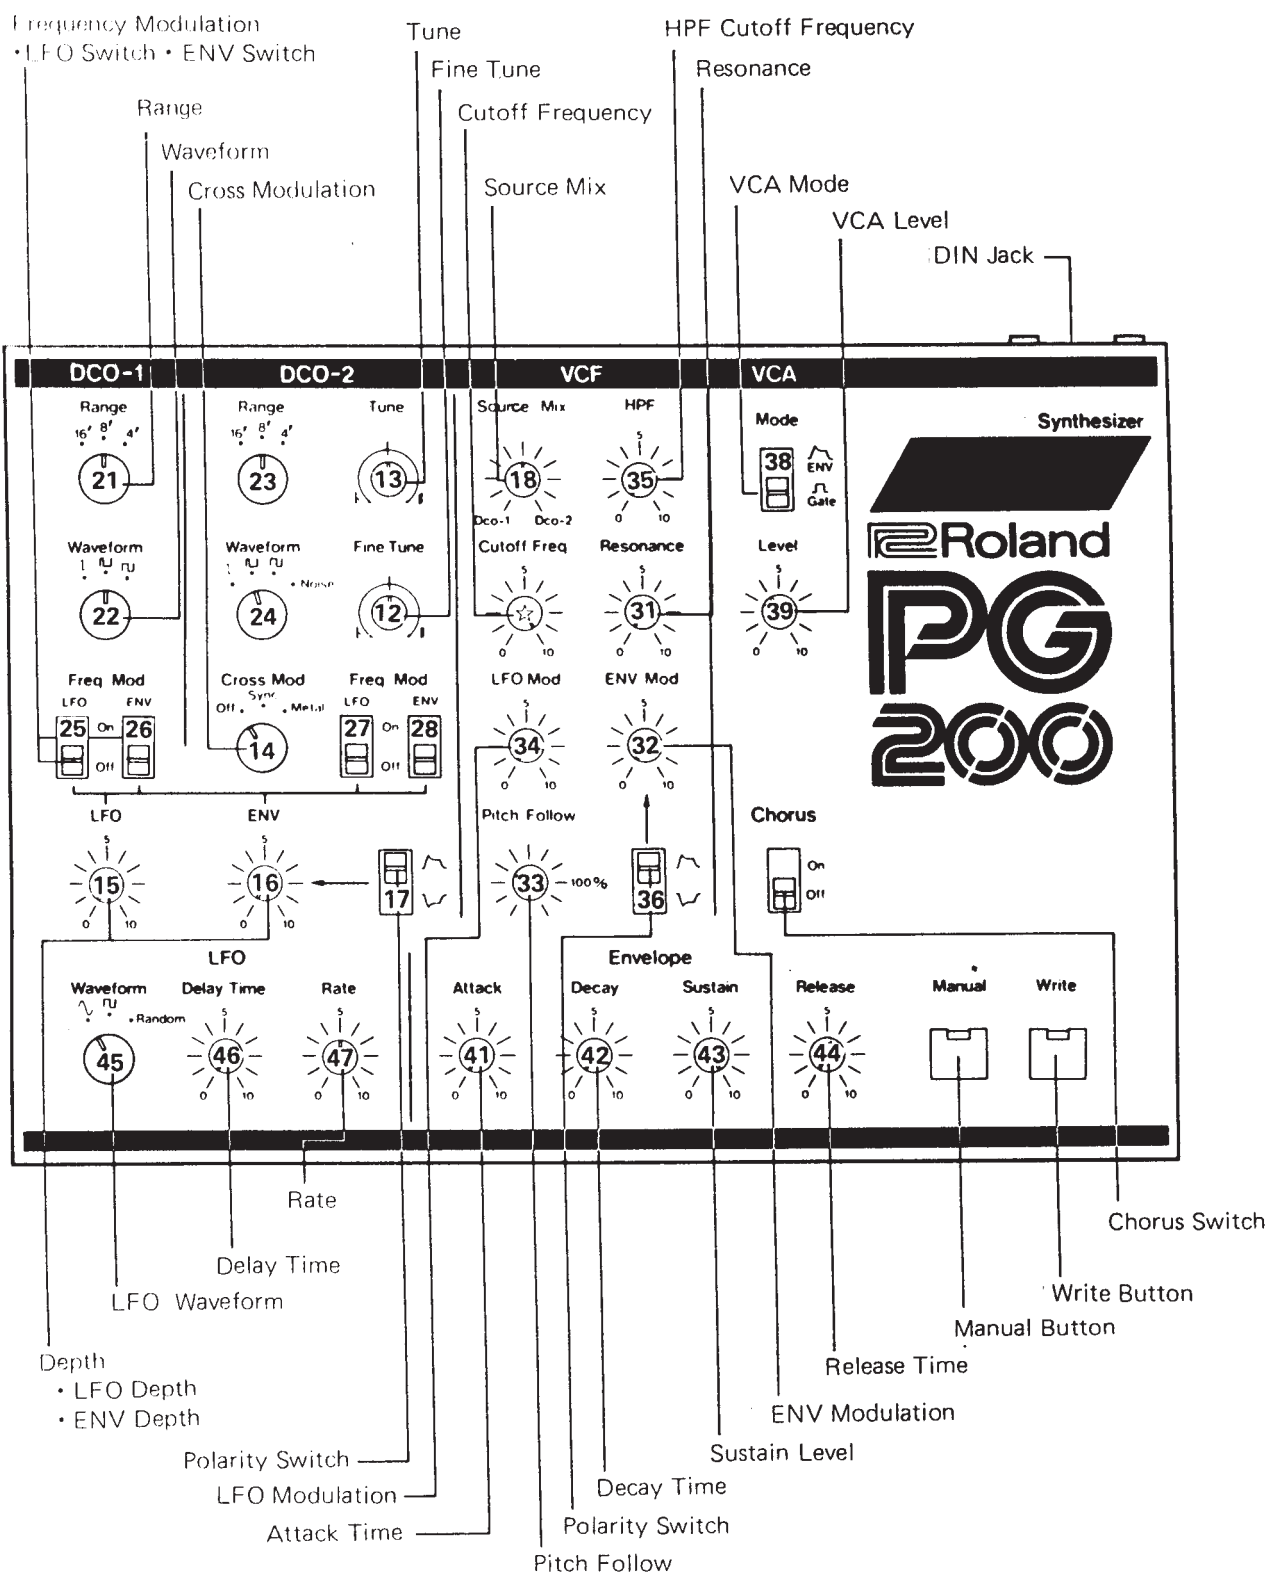 Frequency Modulation
• LFO Switch • ENV Switch
Tune
HPF Cutoff Frequency
Fine Tune
Resonance
Range
Cutoff Frequency
Waveform
Cross Modulation
Source Mix
VCA Mode
VCA Level
DIN Jack
DCO-1 DCO-2 VCF VCA
Range Range Tune Source Mix HPF
Mode
Synthesizer
16' 8' 4' 16' 8' 4' 5
21 23 13 18 35 38 ENV
Gate
Dco-1 Dco-2 0 10
Roland
Waveform Waveform Fine Tune Cutoff Freq Resonance Level
Noise 5 5 5
22 24 12 31 39
0 10 0 10 0 10
PG
200
Freq Mod Cross Mod Freq Mod LFO Mod ENV Mod
LFO ENV Off Sync Metal LFO ENV 5 5
25 On 26 14 27 On 28 34 32
Off Off
0 10 0 10
LFO ENV Pitch Follow Chorus
5 5
On
15 16 17 33 100% 36 Off
0 10 0 10
LFO Envelope
Waveform Delay Time Rate Attack Decay Sustain Release Manual Write
Random 5 5 5 5 5 5
45 46 47 41 42 43 44
0 10 0 10 0 10 0 10 0 10 0 10
Rate
Chorus Switch
Delay Time
Write Button
LFO Waveform
Manual Button
Depth
Release Time
• LFO Depth
• ENV Depth
ENV Modulation
Sustain Level
Polarity Switch
Decay Time
LFO Modulation
Polarity Switch
Attack Time
Pitch Follow